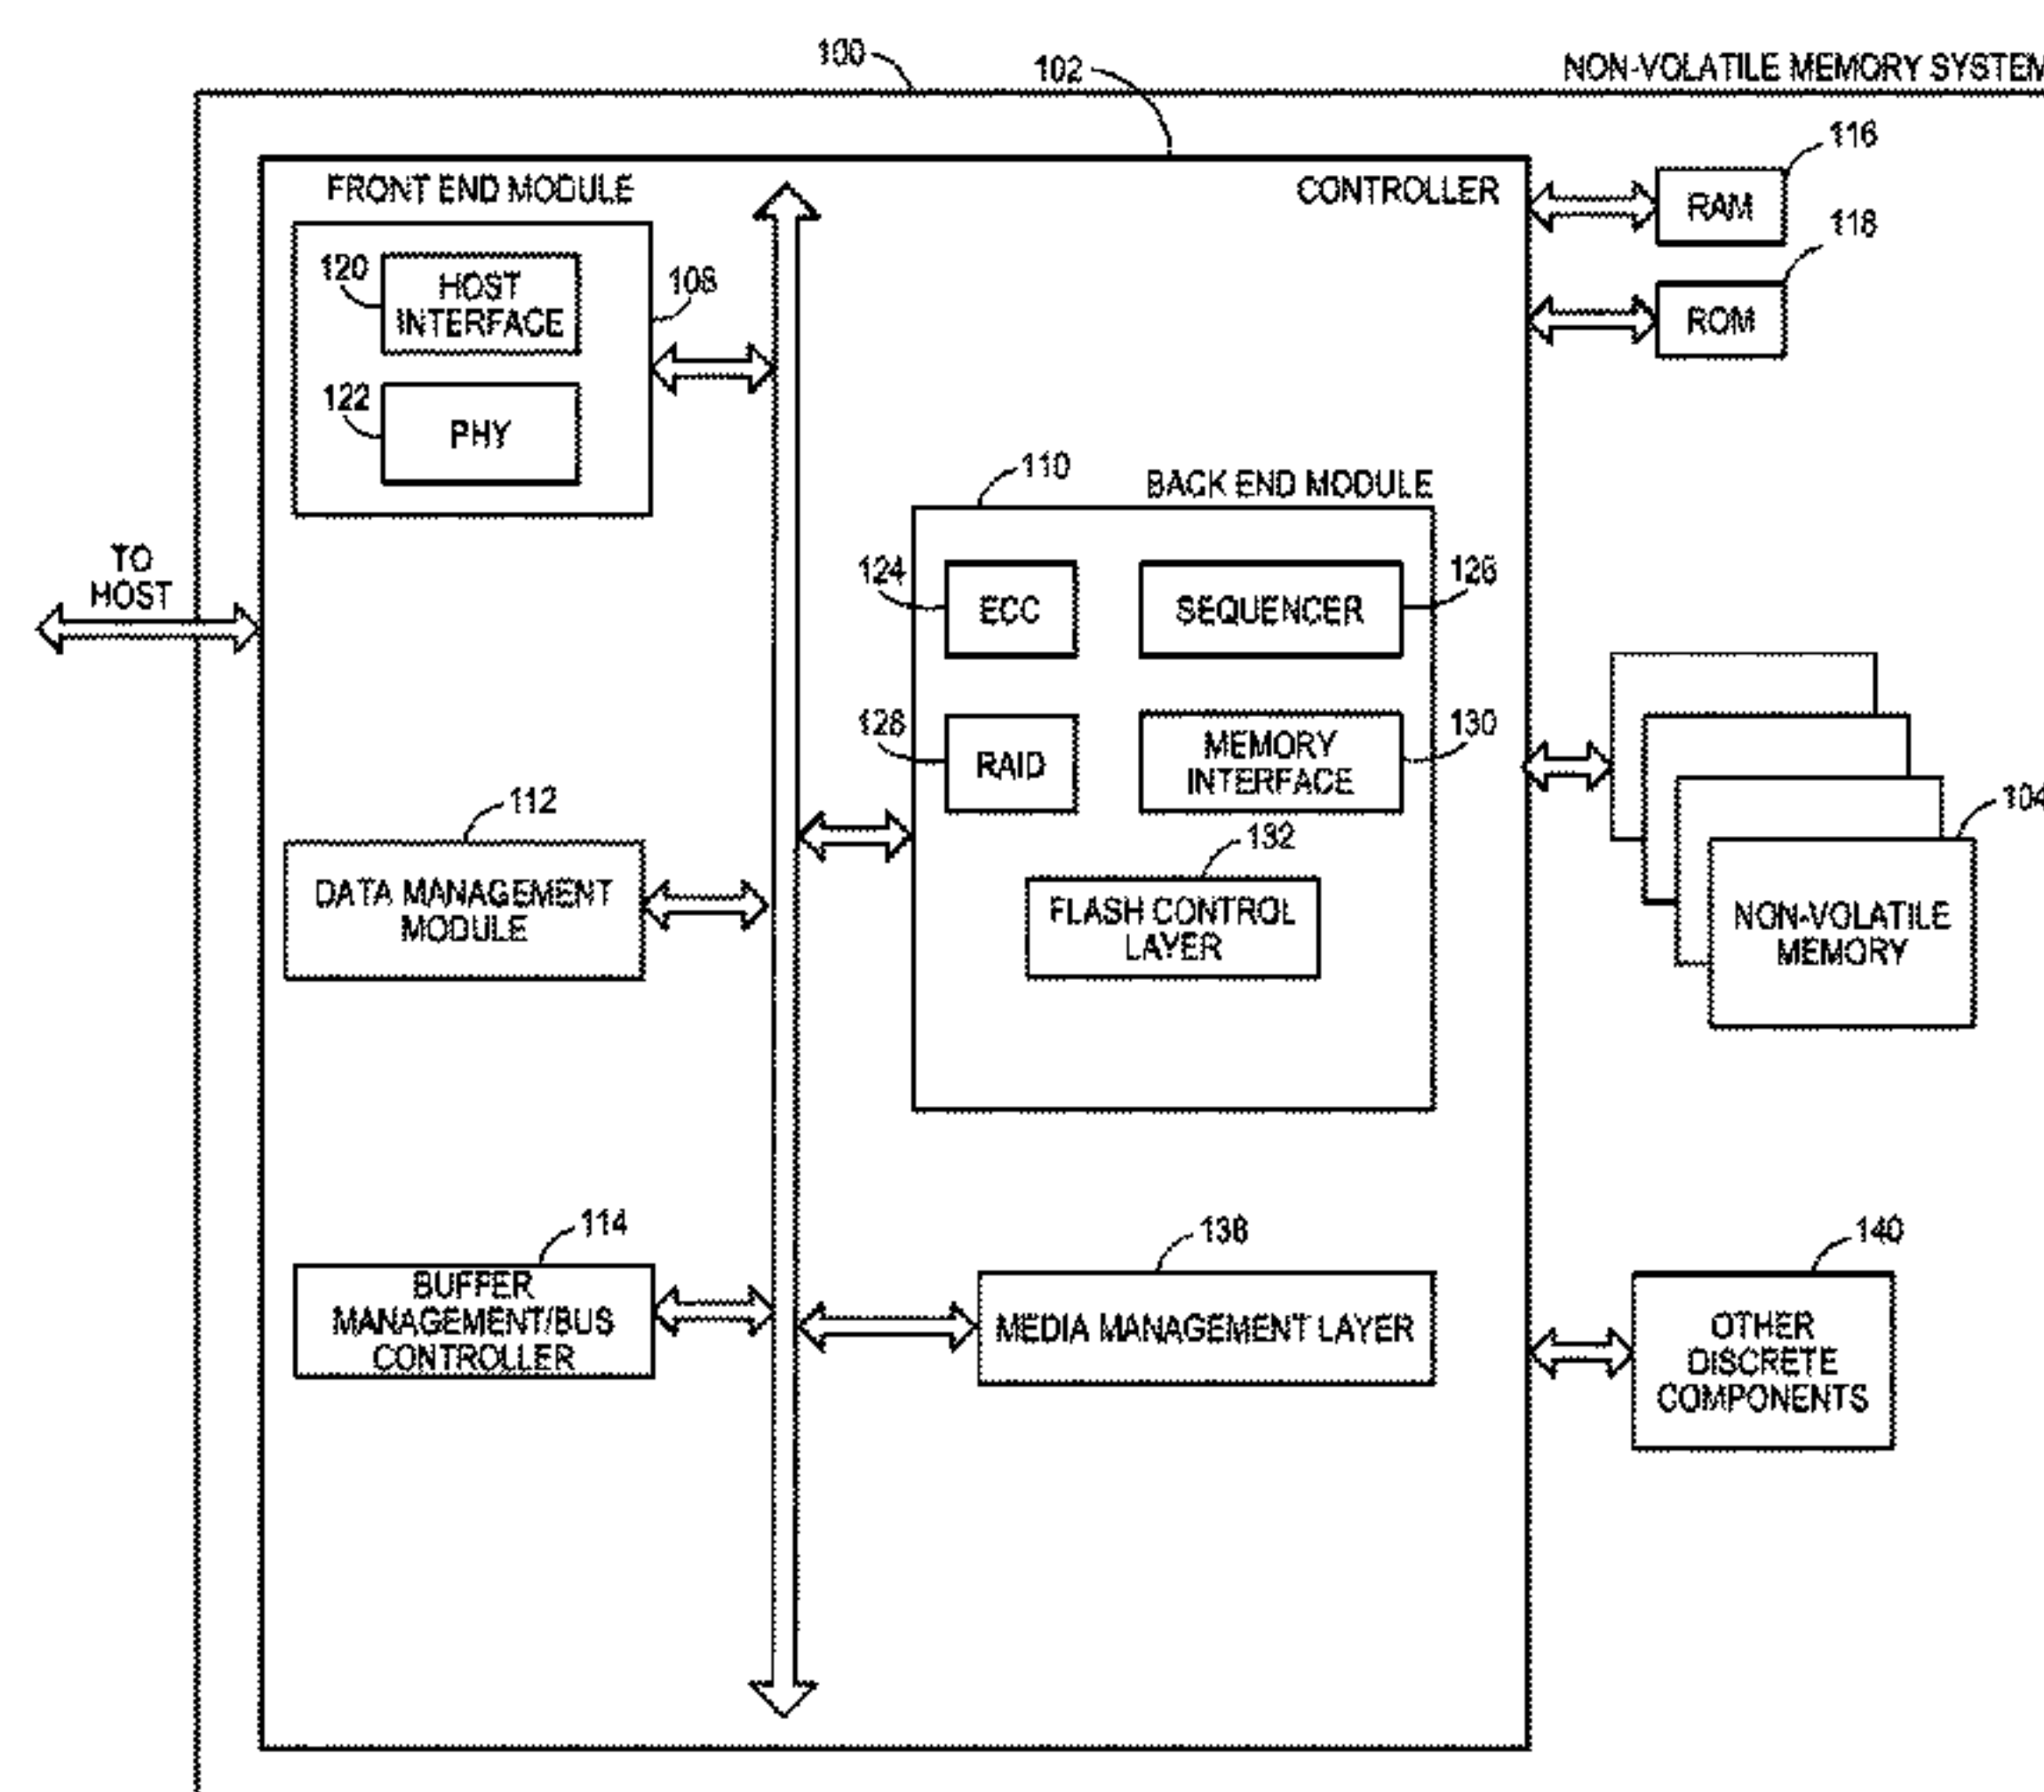 100
102
NON-VOLATILE MEMORY SYSTEM
116
FRONT END MODULE
CONTROLLER
RAM
118
120
HOST
INTERFACE
108
ROM
122
PHY
110
BACK END MODULE
TO
HOST
124
ECC
SEQUENCER
126
128
RAID
MEMORY
INTERFACE
130
112
104
132
DATA MANAGEMENT
MODULE
FLASH CONTROL
LAYER
NON-VOLATILE
MEMORY
114
138
140
BUFFER
MANAGEMENT/BUS
CONTROLLER
MEDIA MANAGEMENT LAYER
OTHER
DISCRETE
COMPONENTS